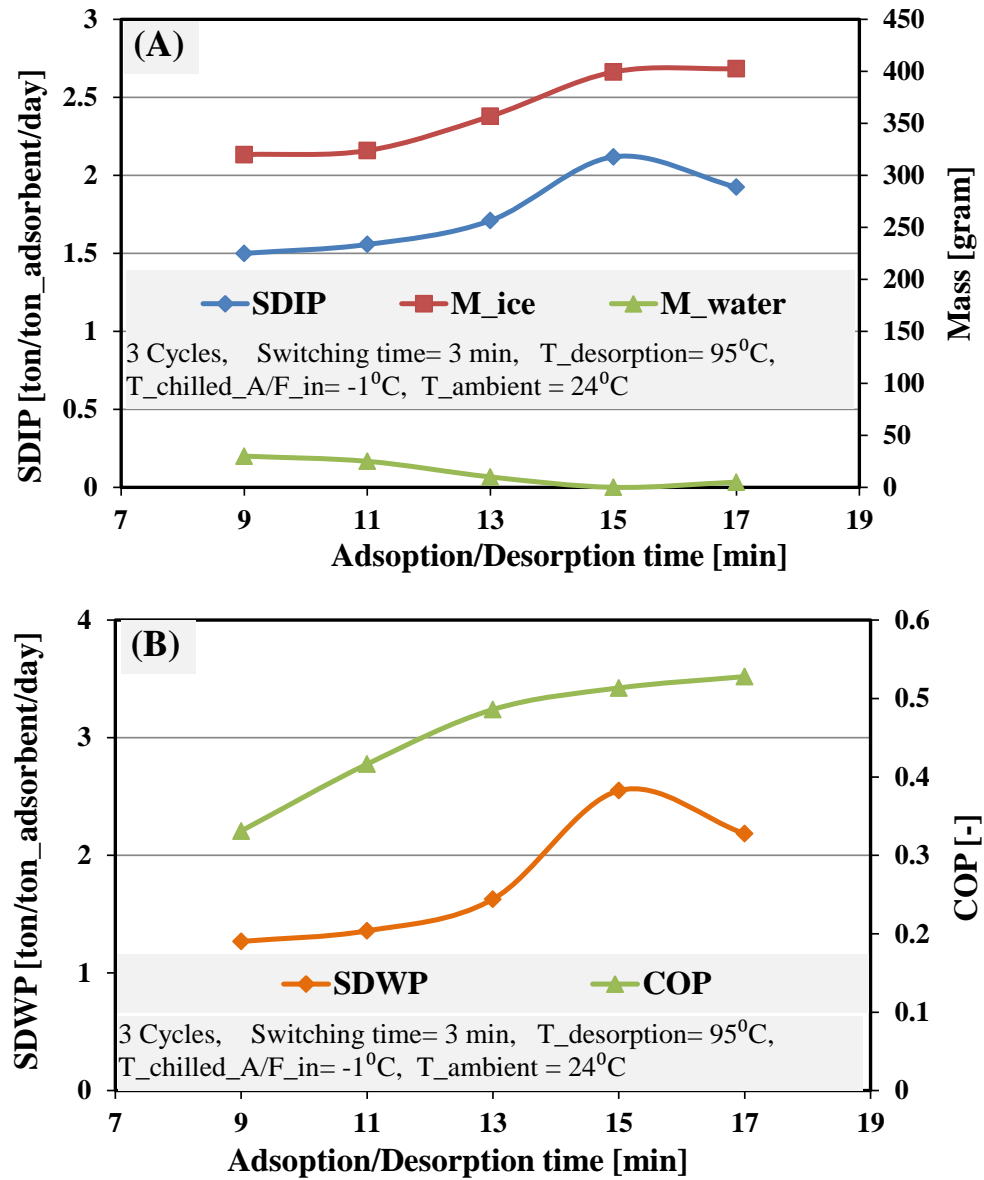 (A)
SDIP [ton/ton_adsorbent/day]
3
2.5
2
1.5
1
0.5
0
450
400
350
300
250
200
150
100
50
0
Mass [gram]
SDIP M_ice M_water
3 Cycles, Switching time= 3 min, T_desorption= 95⁰C,
T_chilled_A/F_in= -1⁰C, T_ambient = 24⁰C
7 9 11 13 15 17 19
Adsoption/Desorption time [min]
(B)
SDWP [ton/ton_adsorbent/day]
4
3
2
1
0
0.6
0.5
0.4
0.3
0.2
0.1
0
COP [-]
SDWP COP
3 Cycles, Switching time= 3 min, T_desorption= 95⁰C,
T_chilled_A/F_in= -1⁰C, T_ambient = 24⁰C
7 9 11 13 15 17 19
Adsoption/Desorption time [min]